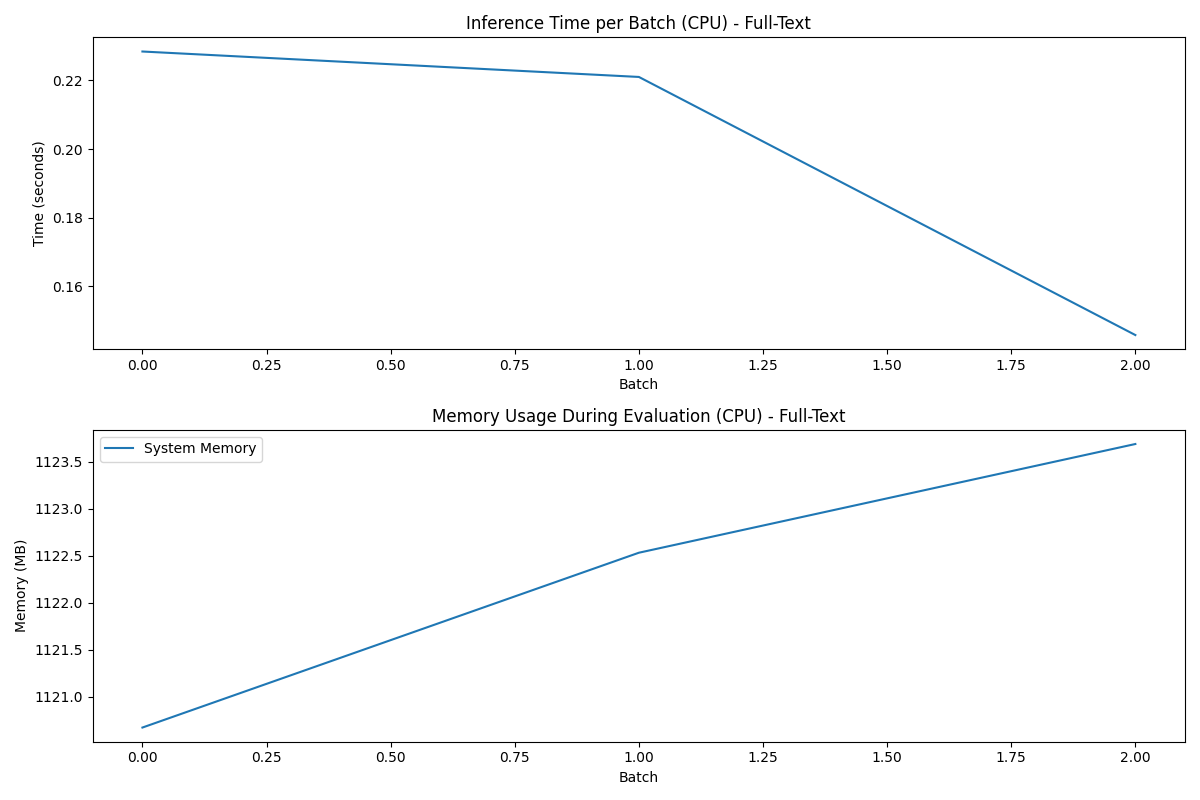 Inference Time per Batch (CPU) - Full-Text
Time (seconds)
0.22
0.20
0.18
0.16
0.00 0.25 0.50 0.75 1.00 1.25 1.50 1.75 2.00
Batch
Memory Usage During Evaluation (CPU) - Full-Text
System Memory
Memory (MB)
1123.5
1123.0
1122.5
1122.0
1121.5
1121.0
0.00 0.25 0.50 0.75 1.00 1.25 1.50 1.75 2.00
Batch